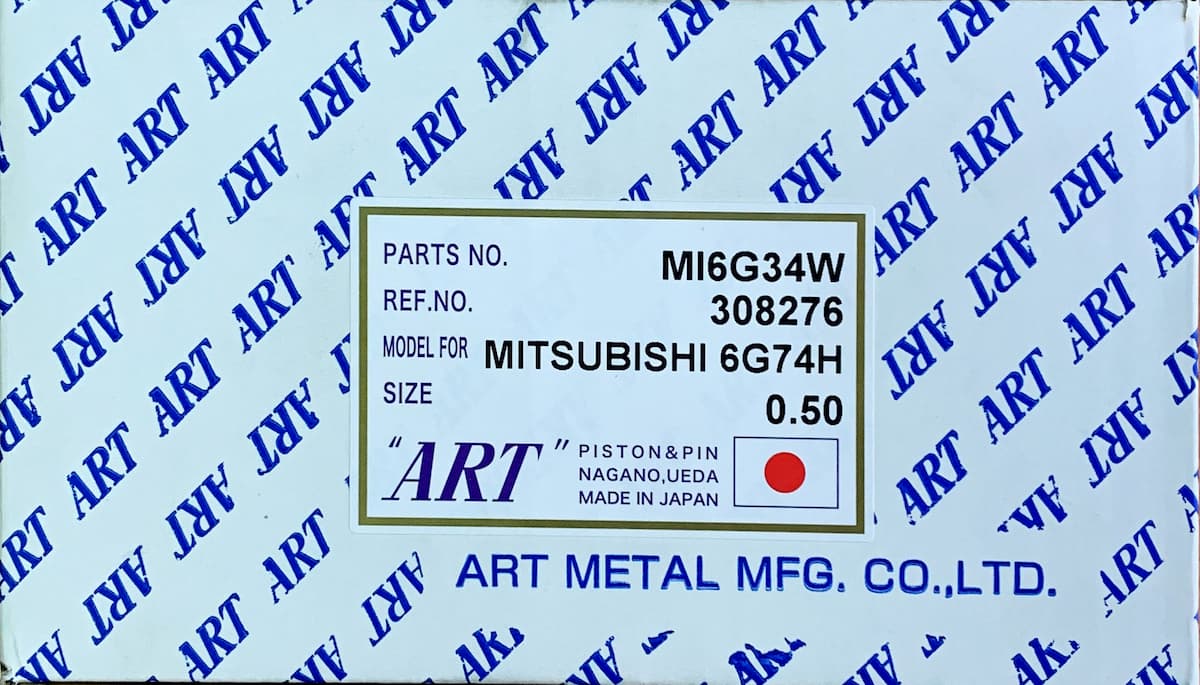 PARTS NO. MI6G34W
REF.NO. 308276
MODEL FOR MITSUBISHI 6G74H
SIZE 0.50
"ART" PISTON&PIN
NAGANO,UEDA
MADE IN JAPAN
ART METAL MFG. CO.,LTD.